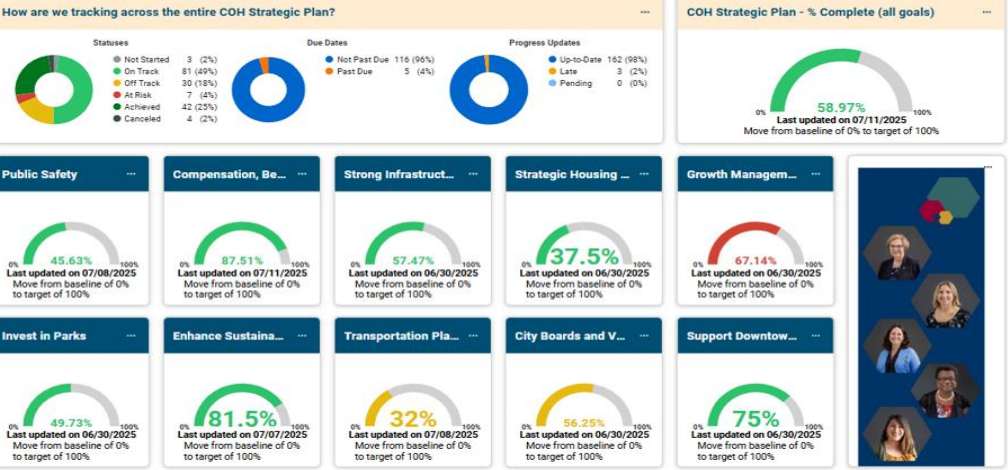 How are we tracking across the entire COH Strategic Plan?
...
Statuses
Not Started 3 (2%)
On Track 81 (49%)
Off Track 30 (18%)
At Risk 7 (4%)
Achieved 42 (25%)
Canceled 4 (2%)
Due Dates
Not Past Due 116 (96%)
Past Due 5 (4%)
Progress Updates
Up-to-Date 162 (98%)
Late 3 (2%)
Pending 0 (0%)
COH Strategic Plan - % Complete (all goals)
...
58.97%
0% 100%
Last updated on 07/11/2025
Move from baseline of 0% to target of 100%
Public Safety ...
45.63%
0% 100%
Last updated on 07/08/2025
Move from baseline of 0%
to target of 100%
Compensation, Be... ...
87.51%
0% 100%
Last updated on 07/11/2025
Move from baseline of 0%
to target of 100%
Strong Infrastruct... ...
57.47%
0% 100%
Last updated on 06/30/2025
Move from baseline of 0%
to target of 100%
Strategic Housing ... ...
37.5%
0% 100%
Last updated on 06/30/2025
Move from baseline of 0%
to target of 100%
Growth Managem... ...
67.14%
0% 100%
Last updated on 06/30/2025
Move from baseline of 0%
to target of 100%
...
Invest in Parks ...
49.73%
0% 100%
Last updated on 06/30/2025
Move from baseline of 0%
to target of 100%
Enhance Sustaina... ...
81.5%
0% 100%
Last updated on 07/07/2025
Move from baseline of 0%
to target of 100%
Transportation Pla... ...
32%
0% 100%
Last updated on 07/08/2025
Move from baseline of 0%
to target of 100%
City Boards and V... ...
56.25%
0% 100%
Last updated on 06/30/2025
Move from baseline of 0%
to target of 100%
Support Downtow... ...
75%
0% 100%
Last updated on 06/30/2025
Move from baseline of 0%
to target of 100%